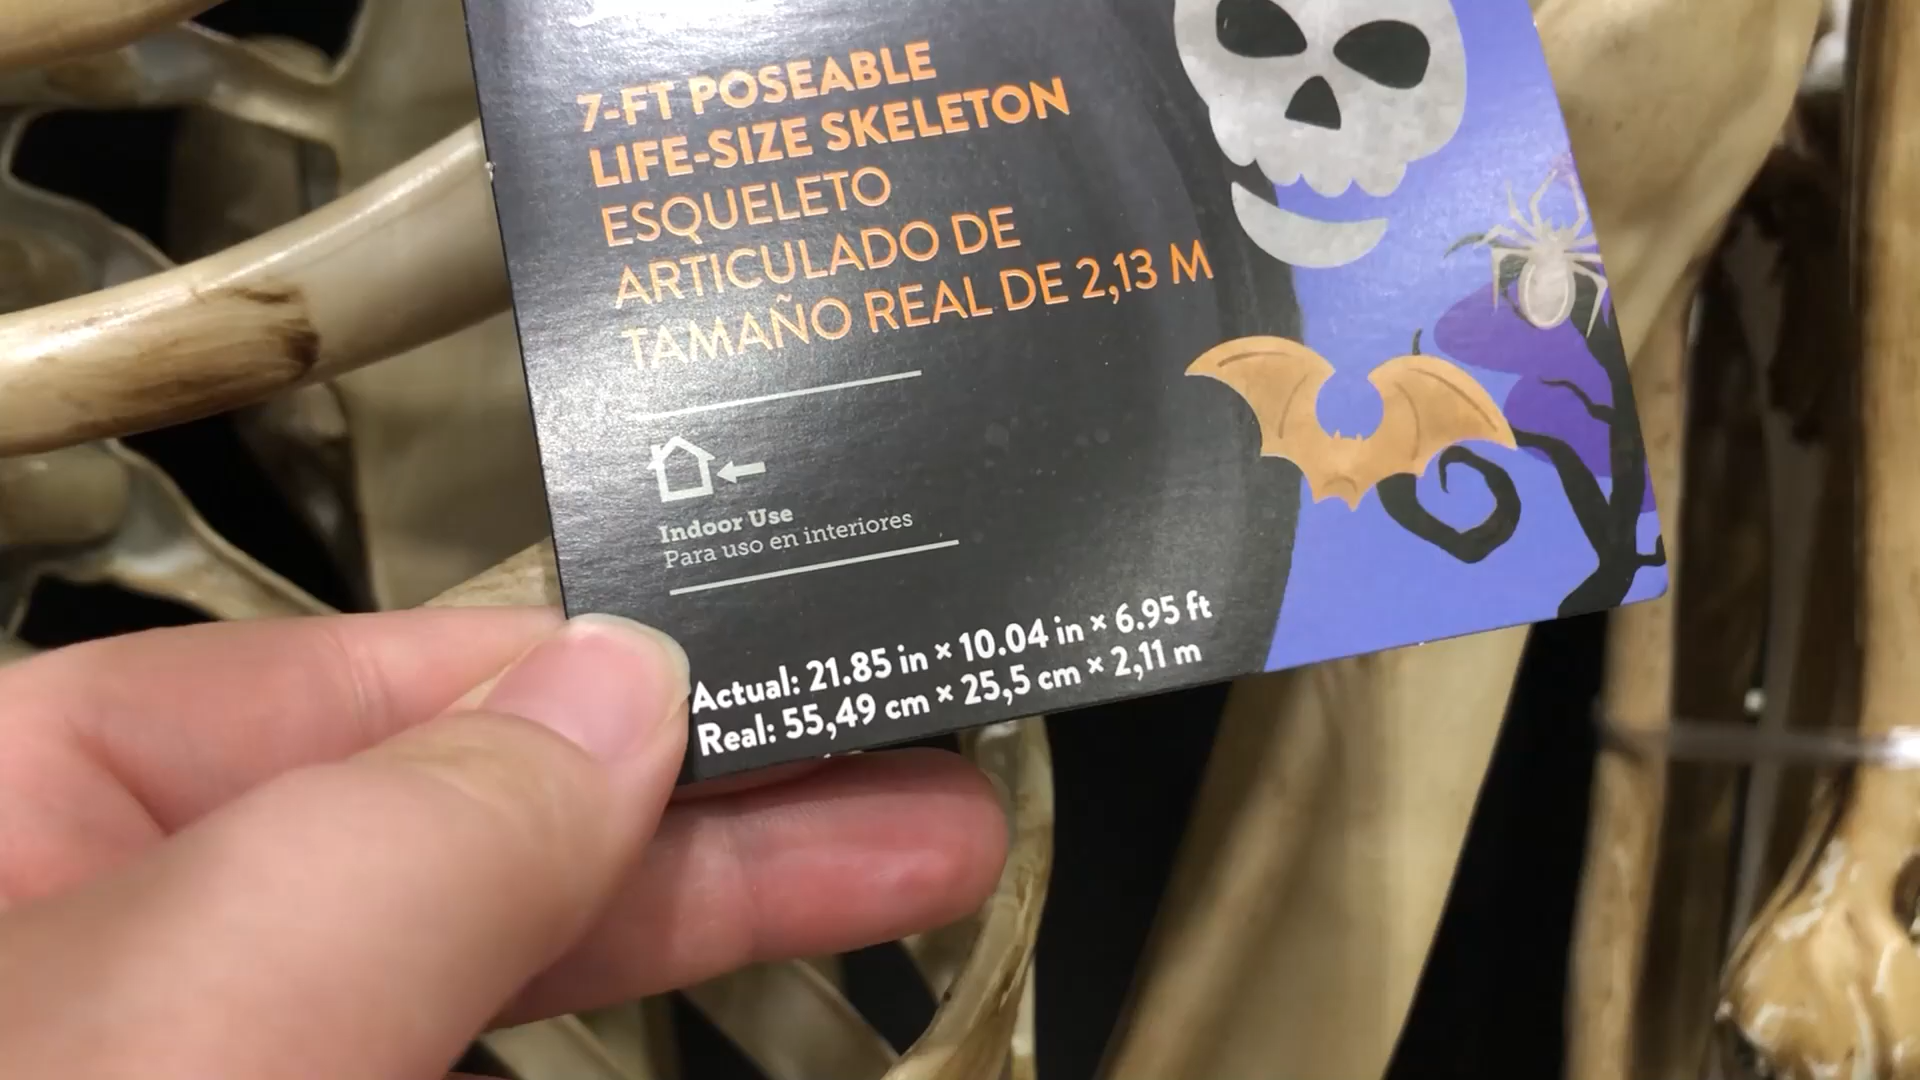 7-FT POSEABLE
LIFE-SIZE SKELETON
ESQUELETO
ARTICULADO DE
TAMAÑO REAL DE 2,13 M
Indoor Use
Para uso en interiores
Actual: 21.85 in × 10.04 in × 6.95 ft
Real: 55,49 cm × 25,5 cm × 2,11 m